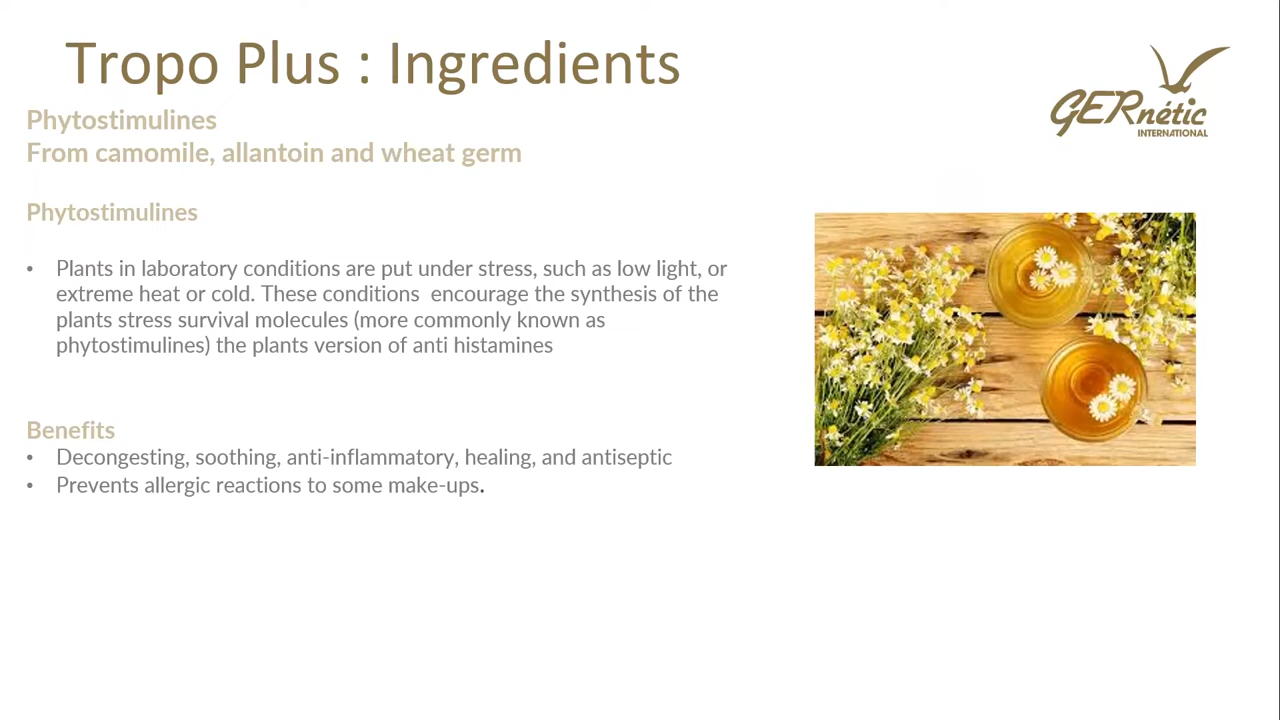 Tropo Plus : Ingredients
GERnétic
INTERNATIONAL
Phytostimulines
From camomile, allantoin and wheat germ
Phytostimulines
• Plants in laboratory conditions are put under stress, such as low light, or
extreme heat or cold. These conditions  encourage the synthesis of the
plants stress survival molecules (more commonly known as
phytostimulines) the plants version of anti histamines
Benefits
• Decongesting, soothing, anti-inflammatory, healing, and antiseptic
• Prevents allergic reactions to some make-ups.